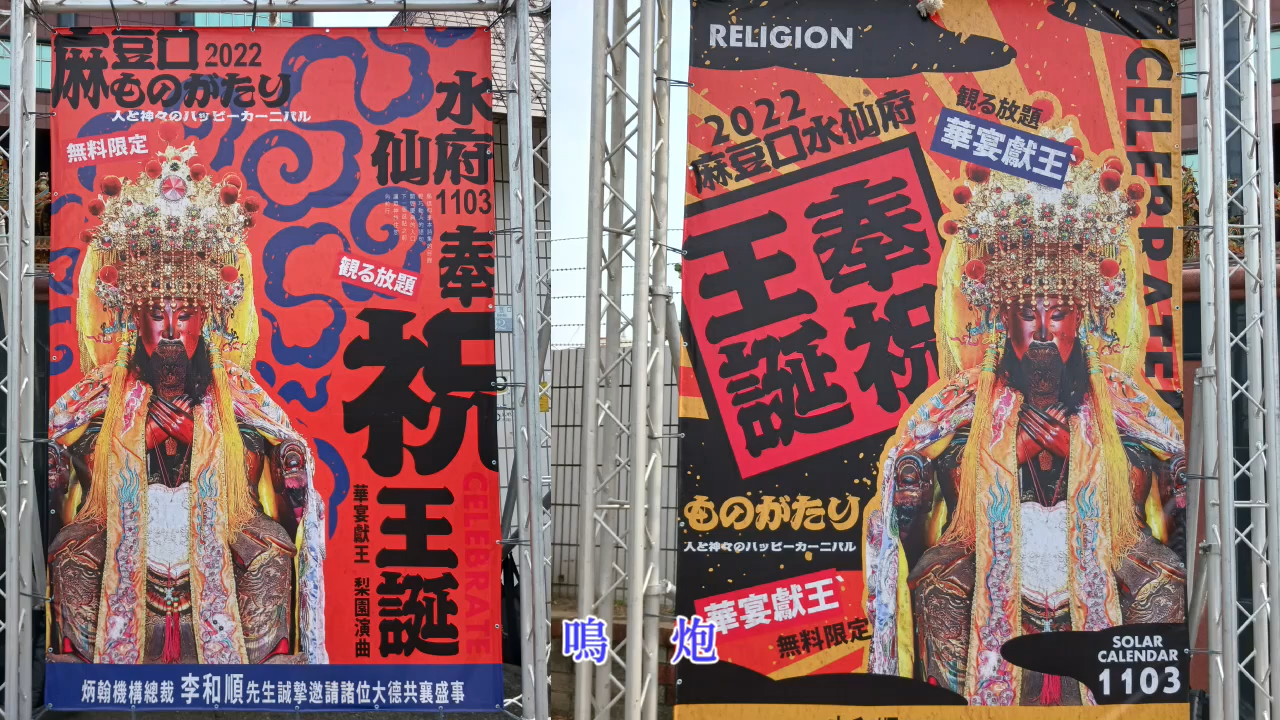 麻豆口 2022
ものがたり
人と神々のハッピーカーニバル
無料限定
水府
仙
1103
観る放題
奉
祝
王誕
CELEBRATE
華宴獻王 梨園演曲
炳翰機構總裁 李和順先生誠摯邀請諸位大德共襄盛事
RELIGION
CELEBRATE
2022
麻豆口水仙府
観る放題
華宴獻王
奉祝
王誕
ものがたり
人と神々のハッピーカーニバル
華宴獻王
無料限定
SOLAR
CALENDAR
1103
鳴 炮